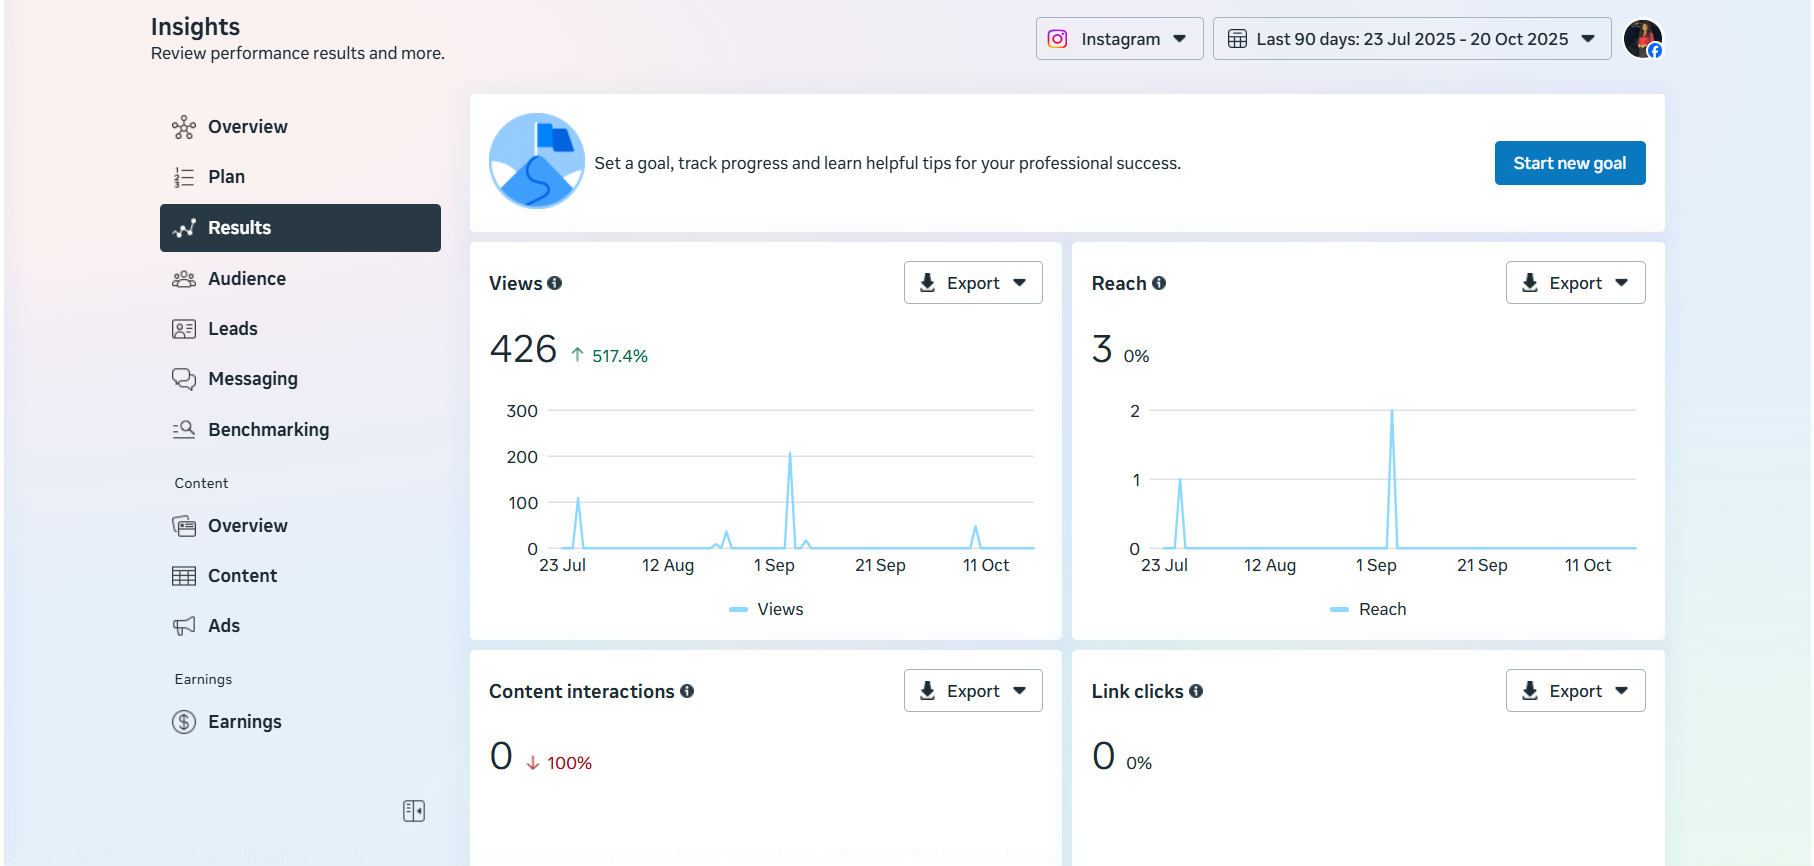 Insights
Review performance results and more.
Instagram
Last 90 days: 23 Jul 2025 - 20 Oct 2025
Overview
Plan
Results
Audience
Leads
Messaging
Benchmarking
Content
Overview
Content
Ads
Earnings
Earnings
Set a goal, track progress and learn helpful tips for your professional success.
Start new goal
Views
Export
426 517.4%
300
200
100
0
23 Jul 12 Aug 1 Sep 21 Sep 11 Oct
Views
Reach
Export
3 0%
2
1
0
23 Jul 12 Aug 1 Sep 21 Sep 11 Oct
Reach
Content interactions
Export
0 100%
Link clicks
Export
0 0%